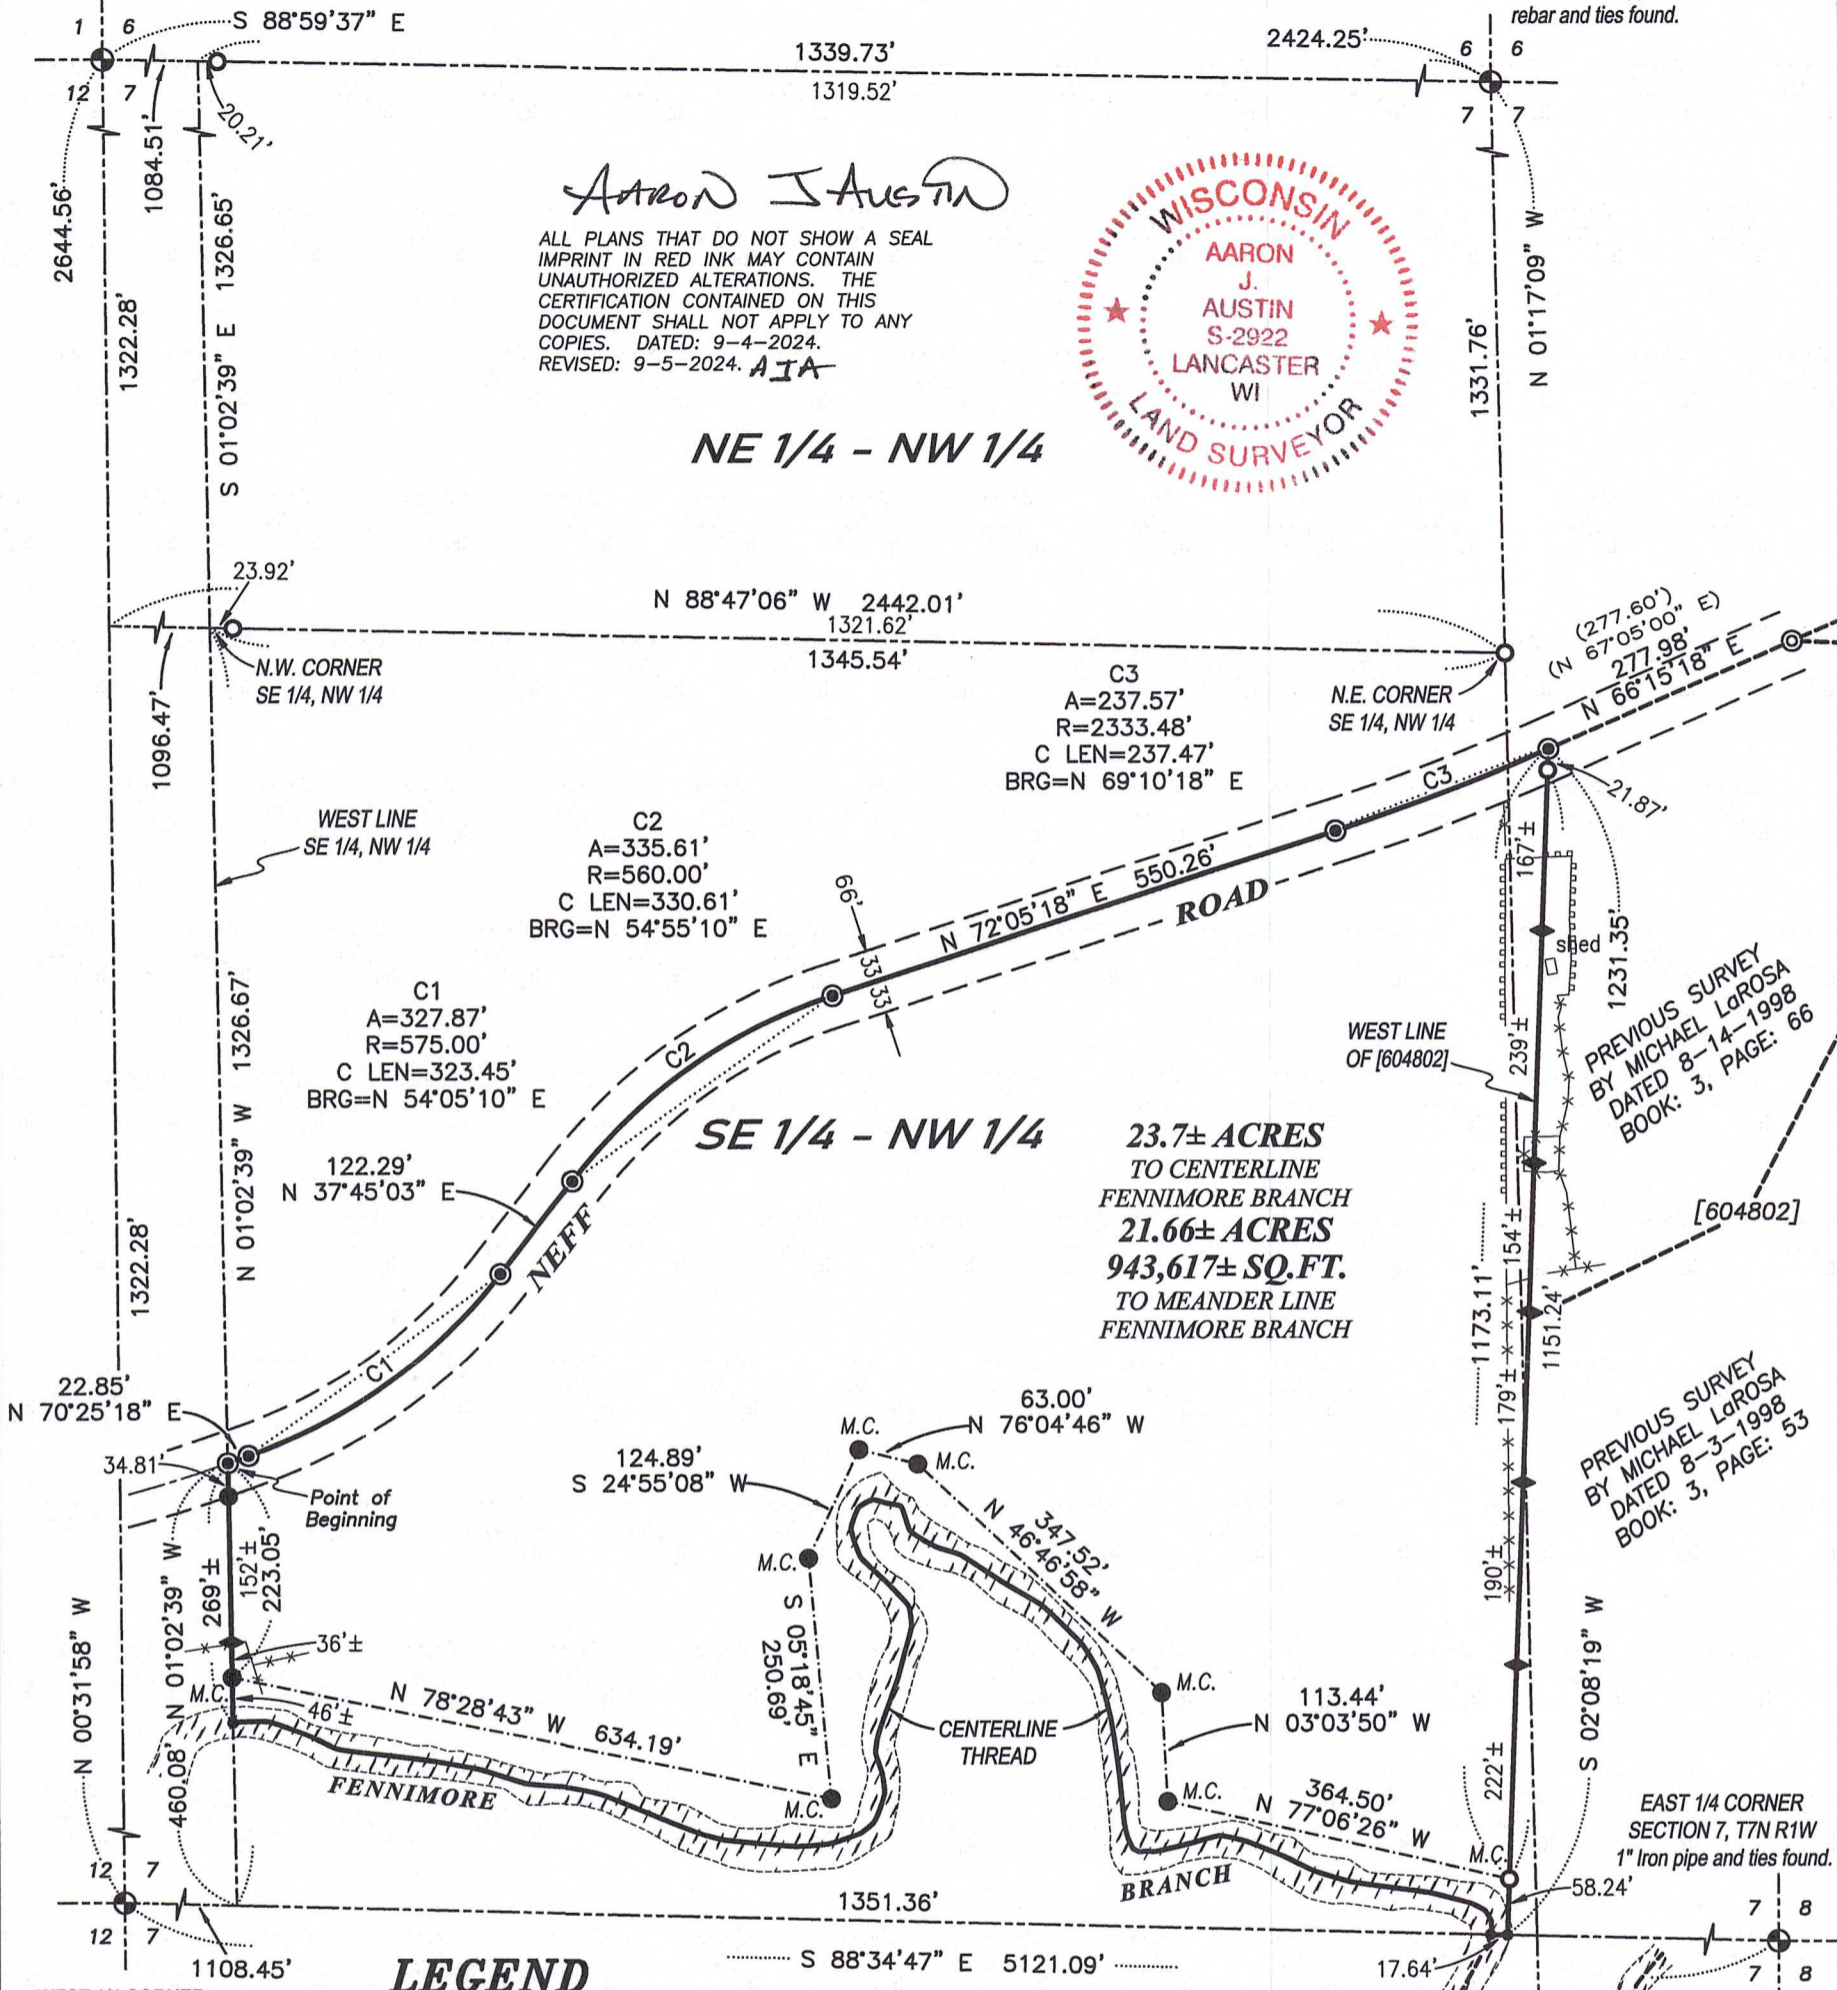 rebar and ties found.
1 6
S 88°59'37" E
1339.73'
2424.25'
6 6
12 7
1319.52'
7 7
20.21'
1084.51'
2644.56'
1322.28'
S 01°02'39" E 1326.65'
AARON J AUSTIN
ALL PLANS THAT DO NOT SHOW A SEAL
IMPRINT IN RED INK MAY CONTAIN
UNAUTHORIZED ALTERATIONS. THE
CERTIFICATION CONTAINED ON THIS
DOCUMENT SHALL NOT APPLY TO ANY
COPIES. DATED: 9-4-2024.
REVISED: 9-5-2024. AJA
WISCONSIN
AARON
J.
AUSTIN
S-2922
LANCASTER
WI
LAND SURVEYOR
1331.76'
N 01°17'09" W
NE 1/4 - NW 1/4
23.92'
N 88°47'06" W 2442.01'
1321.62'
1345.54'
N.W. CORNER
SE 1/4, NW 1/4
1096.47'
N.E. CORNER
SE 1/4, NW 1/4
(277.60')
(N 67°05'00" E)
277.98'
N 66°15'18" E
C3
A=237.57'
R=2333.48'
C LEN=237.47'
BRG=N 69°10'18" E
C3
21.87'
WEST LINE
SE 1/4, NW 1/4
C2
A=335.61'
R=560.00'
C LEN=330.61'
BRG=N 54°55'10" E
66'
33
33
N 72°05'18" E 550.26'
ROAD
167'±
shed
1231.35'
C1
A=327.87'
R=575.00'
C LEN=323.45'
BRG=N 54°05'10" E
C2
N 01°02'39" W 1326.67'
WEST LINE
OF [604802]
239'±
PREVIOUS SURVEY
BY MICHAEL LaROSA
DATED 8-14-1998
BOOK: 3, PAGE: 66
SE 1/4 - NW 1/4
122.29'
N 37°45'03" E
NEFF
23.7± ACRES
TO CENTERLINE
FENNIMORE BRANCH
21.66± ACRES
943,617± SQ.FT.
TO MEANDER LINE
FENNIMORE BRANCH
[604802]
1322.28'
154'±
1173.11'
1151.24'
C1
22.85'
N 70°25'18" E
179'±
PREVIOUS SURVEY
BY MICHAEL LaROSA
DATED 8-3-1998
BOOK: 3, PAGE: 53
34.81'
Point of
Beginning
63.00'
N 76°04'46" W
M.C.
M.C.
124.89'
S 24°55'08" W
347.52'
N 46°46'58" W
M.C.
N 00°31'58" W
N 01°02'39" W
460.08'
269'±
152'±
223.05'
36'±
190'±
S 02°08'19" W
S 05°18'45" E
250.69'
M.C.
46'±
N 78°28'43" W 634.19'
M.C.
113.44'
N 03°03'50" W
CENTERLINE
THREAD
FENNIMORE
M.C.
M.C.
364.50'
N 77°06'26" W
222'±
M.C.
EAST 1/4 CORNER
SECTION 7, T7N R1W
1" Iron pipe and ties found.
12 7
BRANCH
58.24'
1351.36'
7 8
12 7
1108.45'
LEGEND
S 88°34'47" E 5121.09'
17.64'
7 8